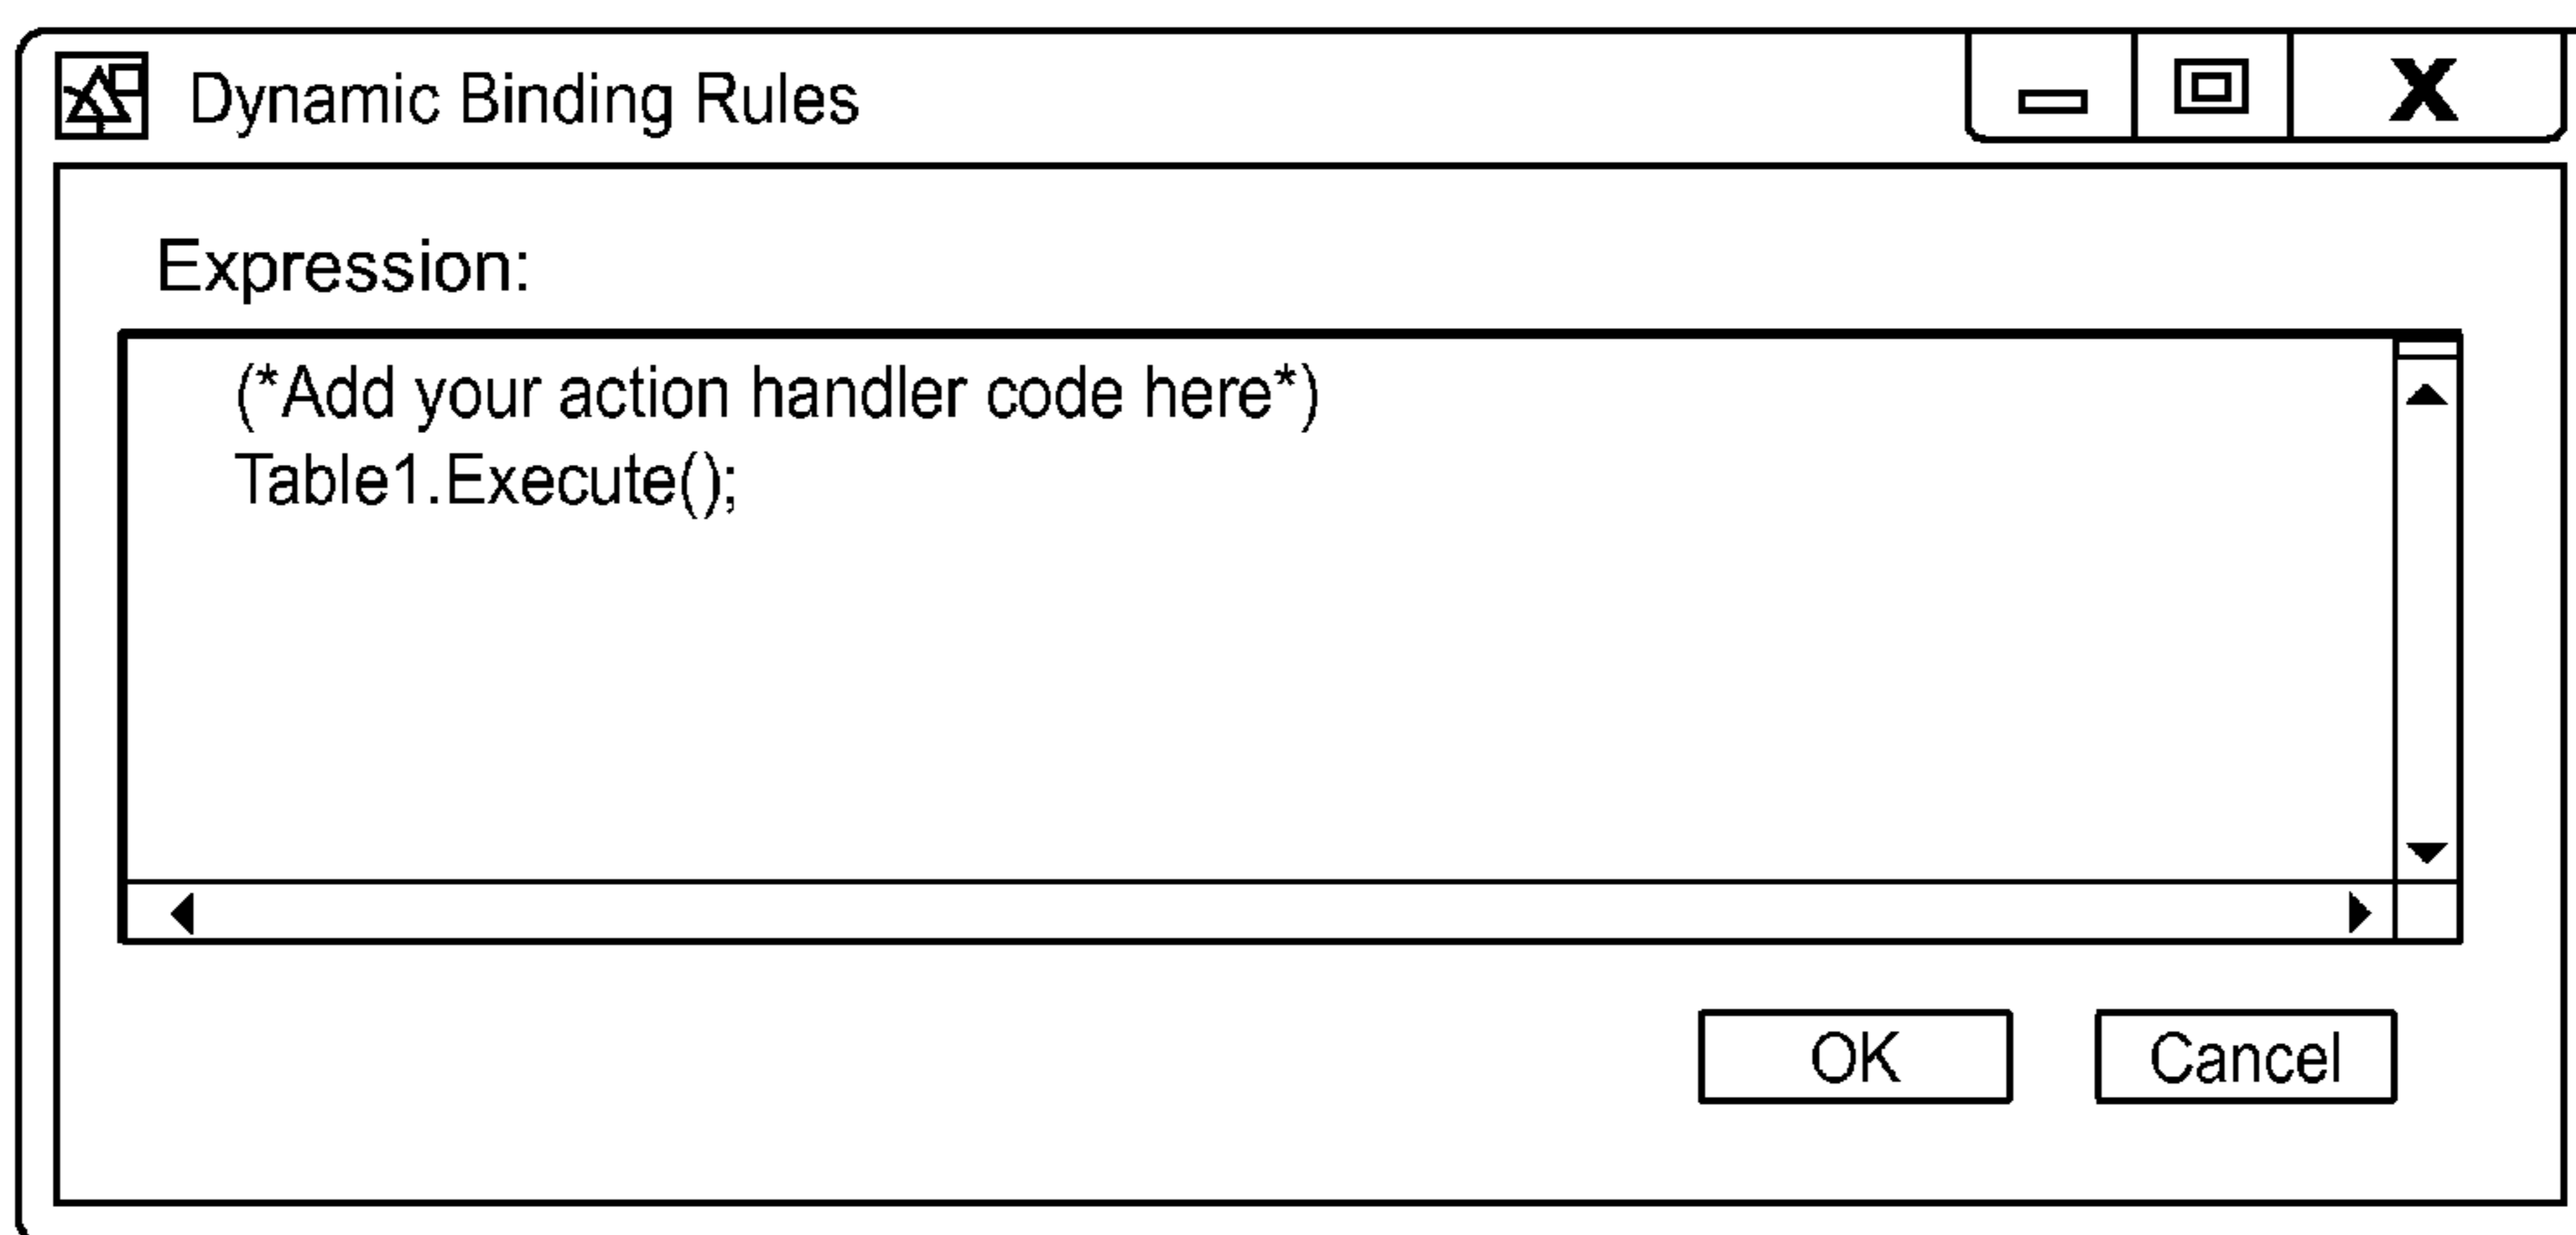 Dynamic Binding Rules
Expression:
(*Add your action handler code here*)
Table1.Execute();
OK
Cancel